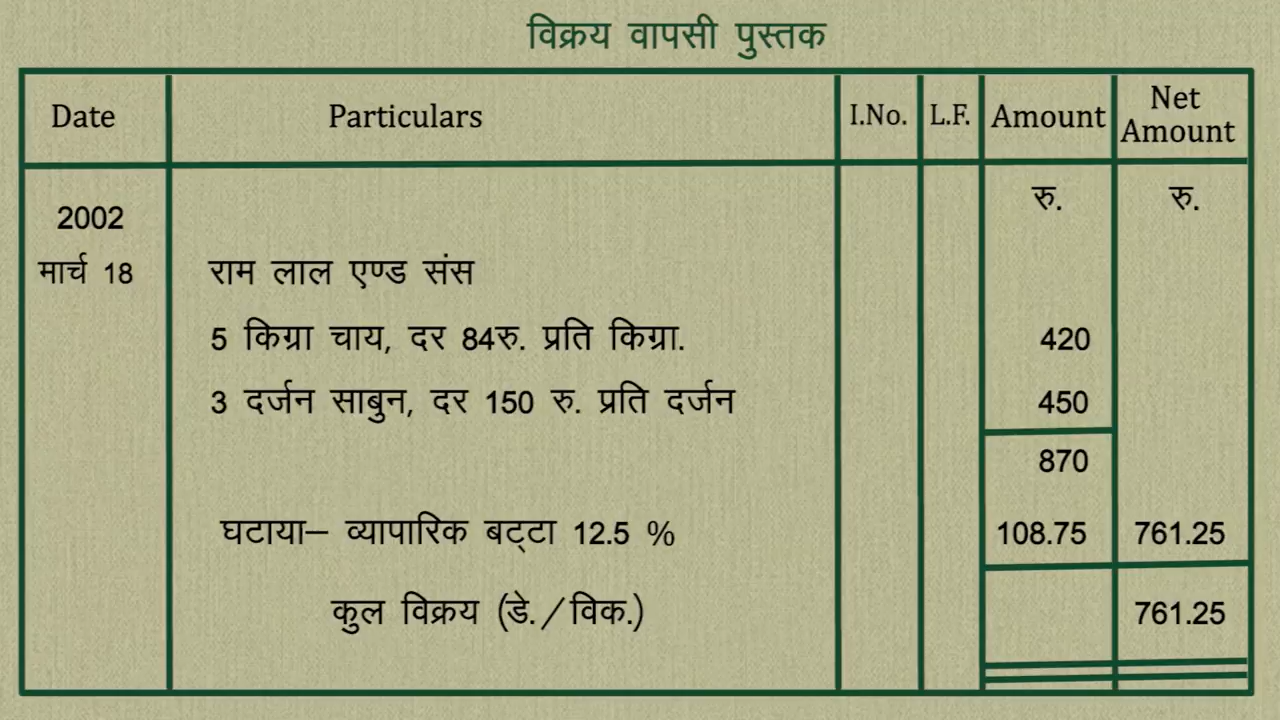 विक्रय वापसी पुस्तक
Date Particulars I.No. L.F. Amount Net Amount
रु. रु.
2002
मार्च 18 राम लाल एण्ड संस
5 किग्रा चाय, दर 84रु. प्रति किग्रा. 420
3 दर्जन साबुन, दर 150 रु. प्रति दर्जन 450
870
घटाया– व्यापारिक बट्टा 12.5 % 108.75 761.25
कुल विक्रय (डे./विक.) 761.25